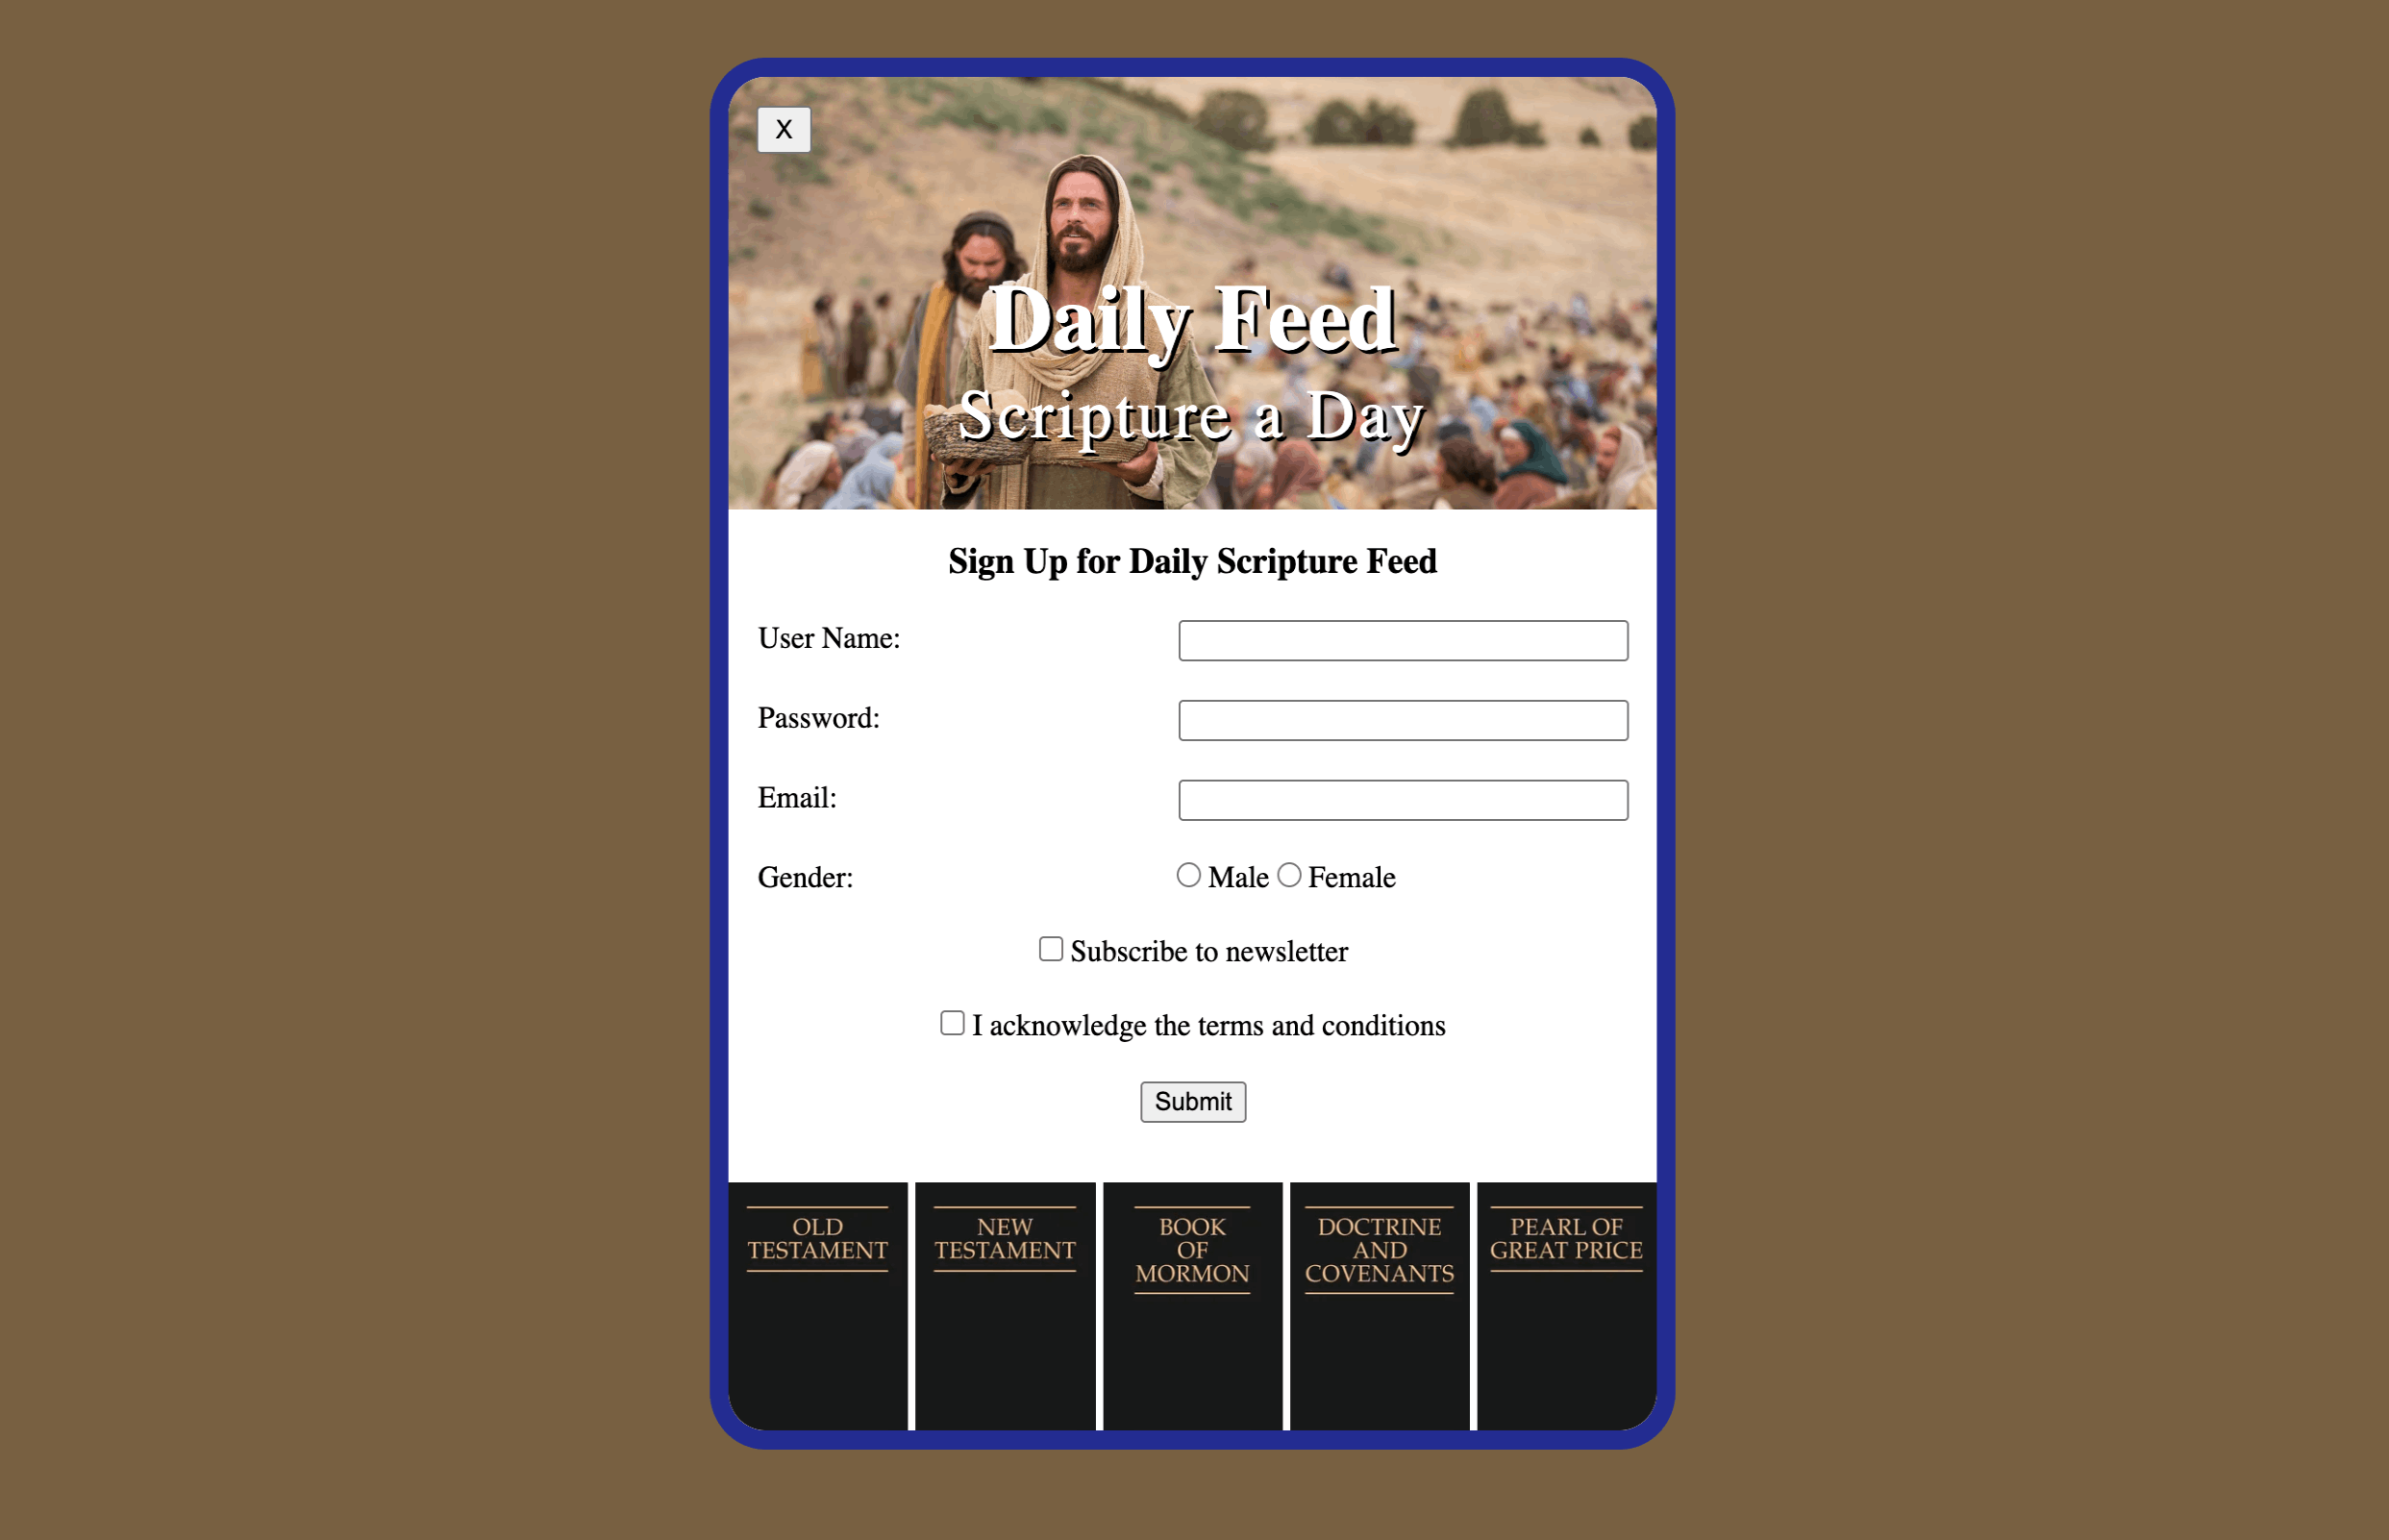 X
Daily Feed
Scripture a Day
Sign Up for Daily Scripture Feed
User Name:
Password:
Email:
Gender: Male Female
Subscribe to newsletter
I acknowledge the terms and conditions
Submit
OLD
TESTAMENT
NEW
TESTAMENT
BOOK
OF
MORMON
DOCTRINE
AND
COVENANTS
PEARL OF
GREAT PRICE